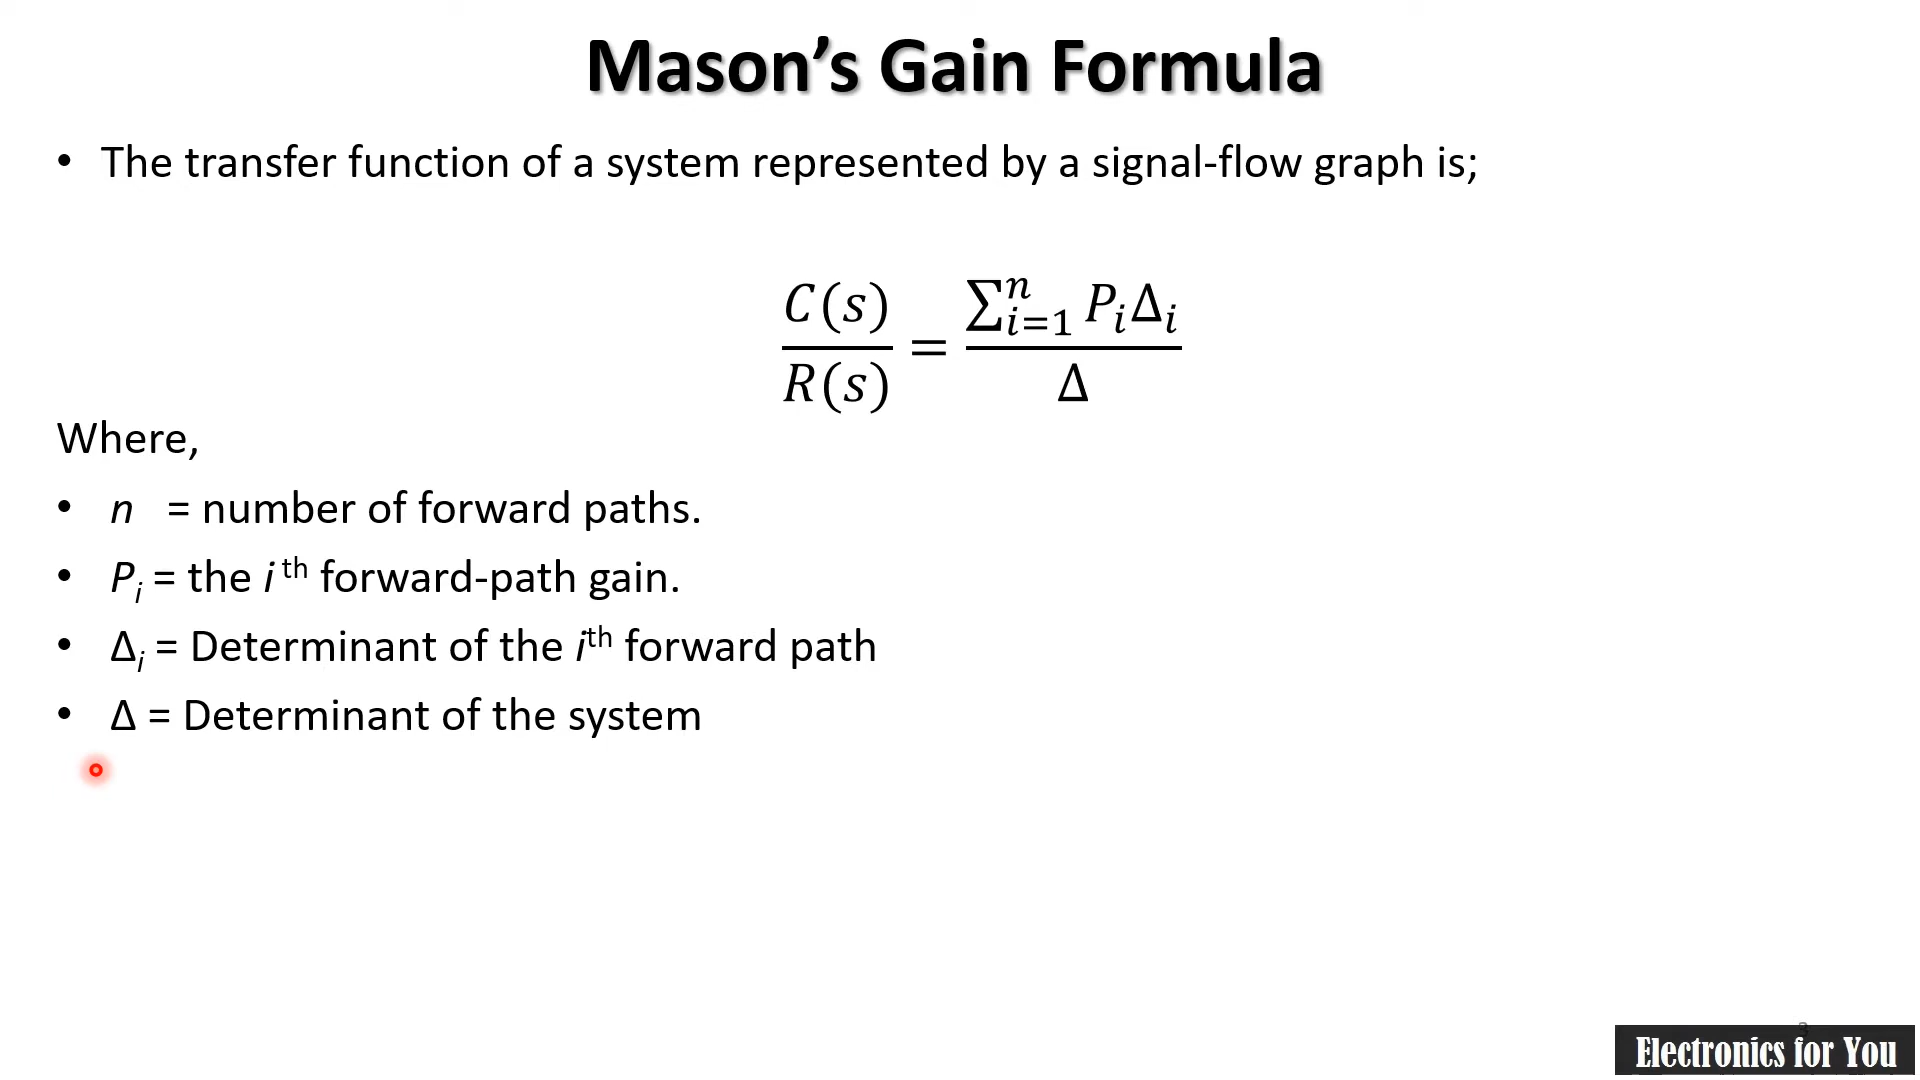 Mason’s Gain Formula
• The transfer function of a system represented by a signal-flow graph is;
C(s)/R(s) = ∑ⁿᵢ₌₁ PᵢΔᵢ / Δ
Where,
• n = number of forward paths.
• Pᵢ = the i th forward-path gain.
• Δᵢ = Determinant of the ith forward path
• Δ = Determinant of the system
3
Electronics for You